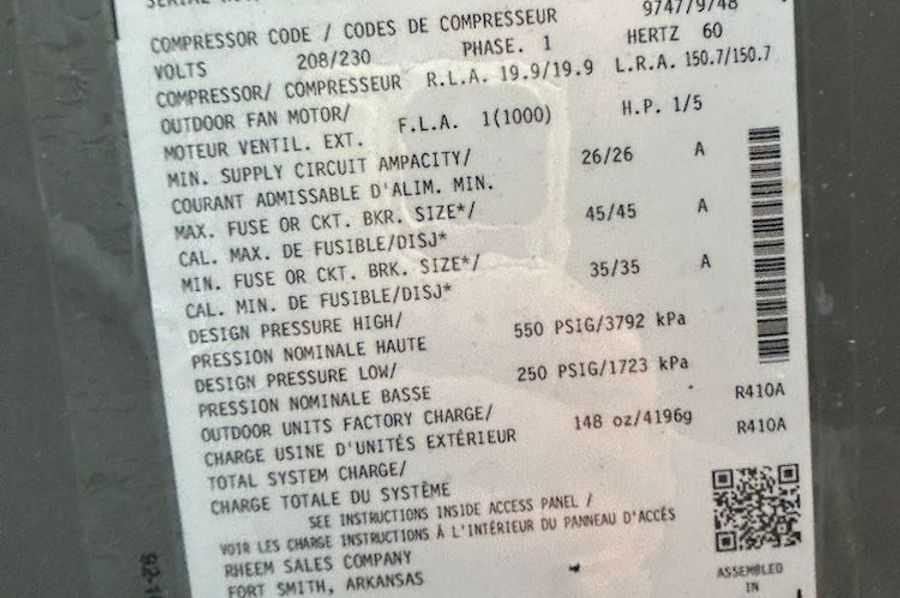 9747/9748
COMPRESSOR CODE / CODES DE COMPRESSEUR
VOLTS 208/230 PHASE. 1 HERTZ 60
COMPRESSOR/ COMPRESSEUR R.L.A. 19.9/19.9 L.R.A. 150.7/150.7
OUTDOOR FAN MOTOR/
MOTEUR VENTIL. EXT. F.L.A. 1(1000) H.P. 1/5
MIN. SUPPLY CIRCUIT AMPACITY/ 26/26 A
COURANT ADMISSABLE D'ALIM. MIN.
MAX. FUSE OR CKT. BKR. SIZE*/ 45/45 A
CAL. MAX. DE FUSIBLE/DISJ*
MIN. FUSE OR CKT. BRK. SIZE*/ 35/35 A
CAL. MIN. DE FUSIBLE/DISJ*
DESIGN PRESSURE HIGH/
PRESSION NOMINALE HAUTE 550 PSIG/3792 kPa
DESIGN PRESSURE LOW/
PRESSION NOMINALE BASSE 250 PSIG/1723 kPa
OUTDOOR UNITS FACTORY CHARGE/ R410A
CHARGE USINE D'UNITÉS EXTÉRIEUR 148 oz/4196g R410A
TOTAL SYSTEM CHARGE/
CHARGE TOTALE DU SYSTÈME
SEE INSTRUCTIONS INSIDE ACCESS PANEL /
VOIR LES CHARGE INSTRUCTIONS À L'INTÉRIEUR DU PANNEAU D'ACCÉS
RHEEM SALES COMPANY
FORT SMITH, ARKANSAS
ASSEMBLED
IN